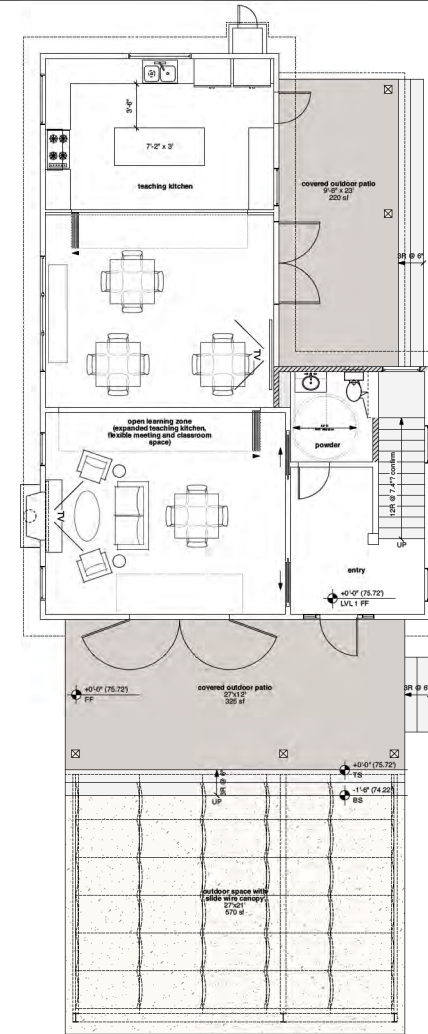 3'-6"
7'-2" x 3'
teaching kitchen
covered outdoor patio
9'-6" x 23'
220 sf
3R @ 6"
TV
open learning zone
(expanded teaching kitchen,
flexible meeting and classroom
space)
powder
12R @ 7.4"? confirm
UP
TV
entry
+0'-0" (75.72')
LVL 1 FF
+0'-0" (75.72')
FF
covered outdoor patio
27'x12'
325 sf
3R @ 6"
+0'-0" (75.72')
TS
3R @ 6"
UP
-1'-6" (74.22')
BS
outdoor space with
slide wire canopy
27'x21'
570 sf